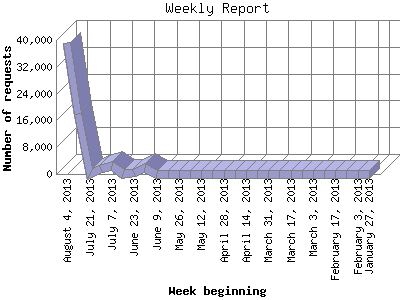 Weekly Report
Number of requests
40,000
32,000
24,000
16,000
8,000
0
August 4, 2013
July 21, 2013
July 7, 2013
June 23, 2013
June 9, 2013
May 26, 2013
May 12, 2013
April 28, 2013
April 14, 2013
March 31, 2013
March 17, 2013
March 3, 2013
February 17, 2013
February 3, 2013
January 27, 2013
Week beginning